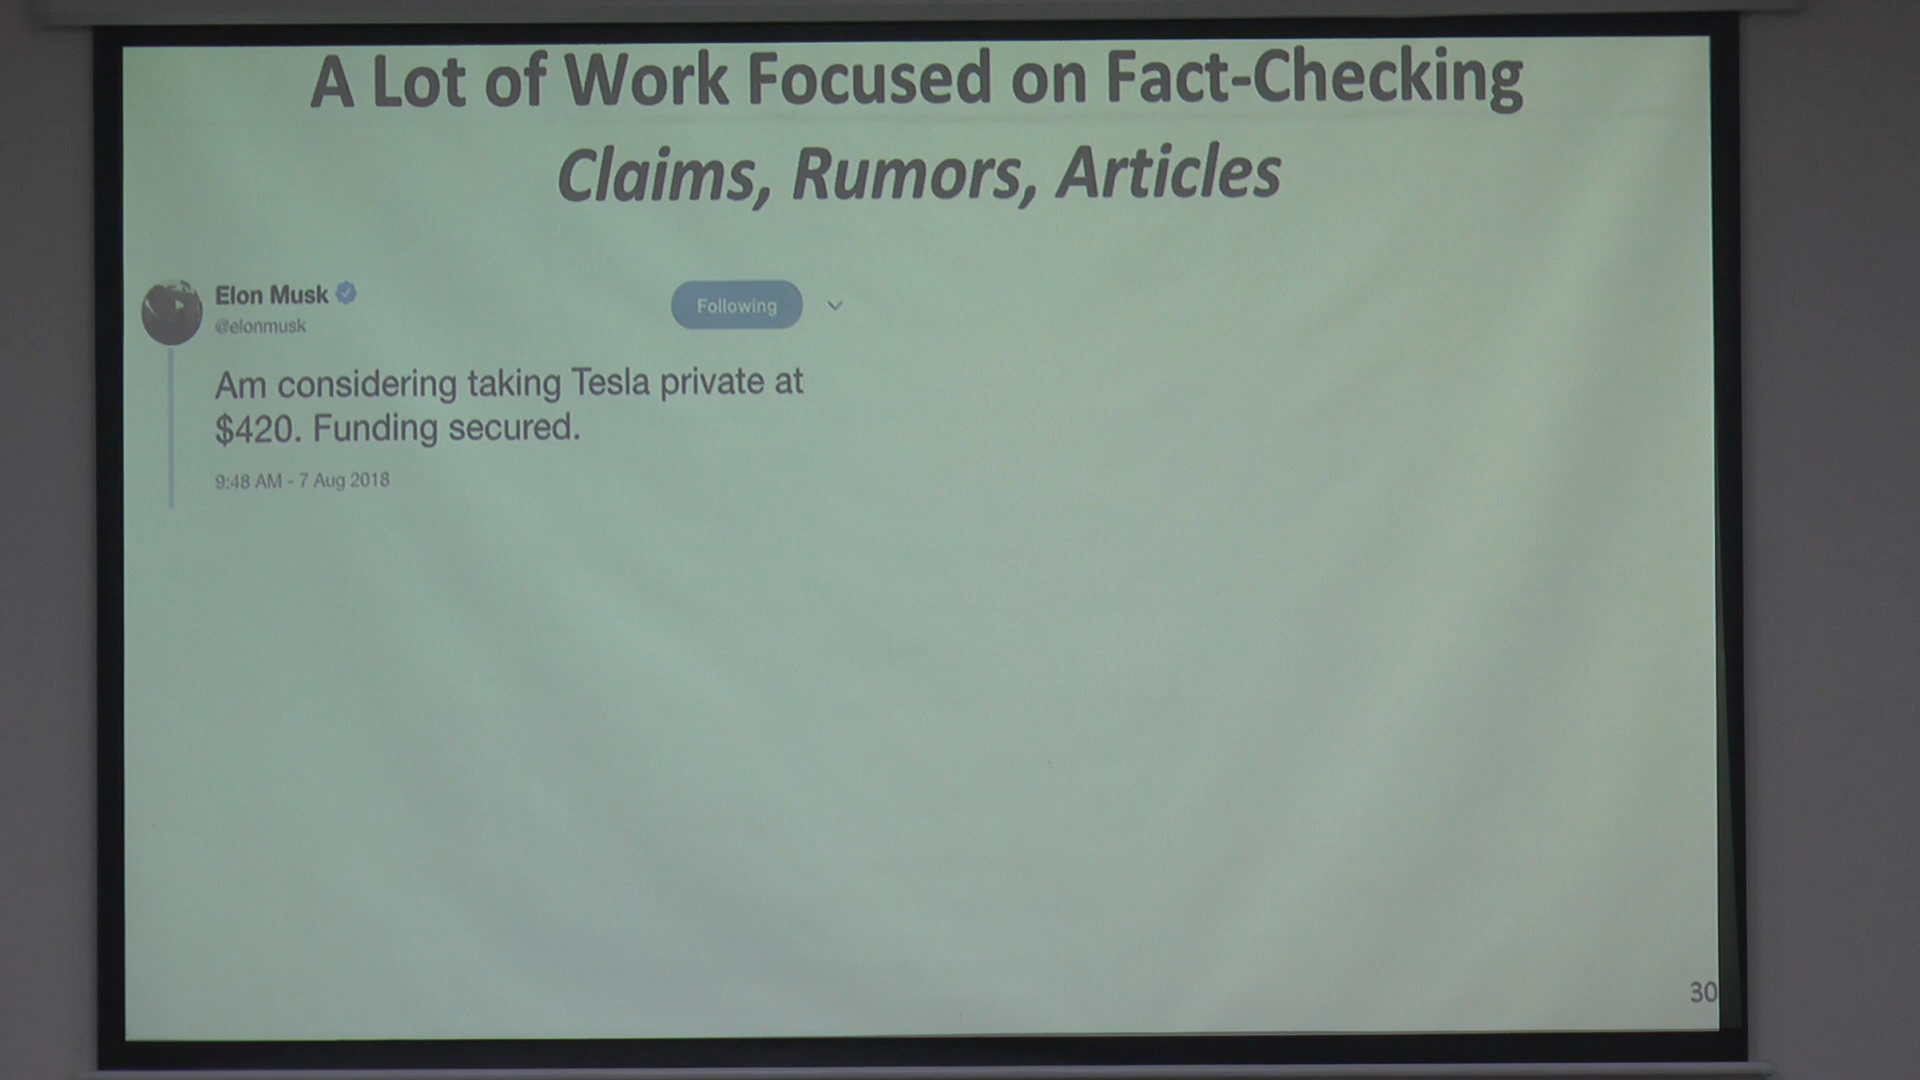 A Lot of Work Focused on Fact-Checking
Claims, Rumors, Articles
Elon Musk
@elonmusk
Following
Am considering taking Tesla private at
$420. Funding secured.
9:48 AM - 7 Aug 2018
30